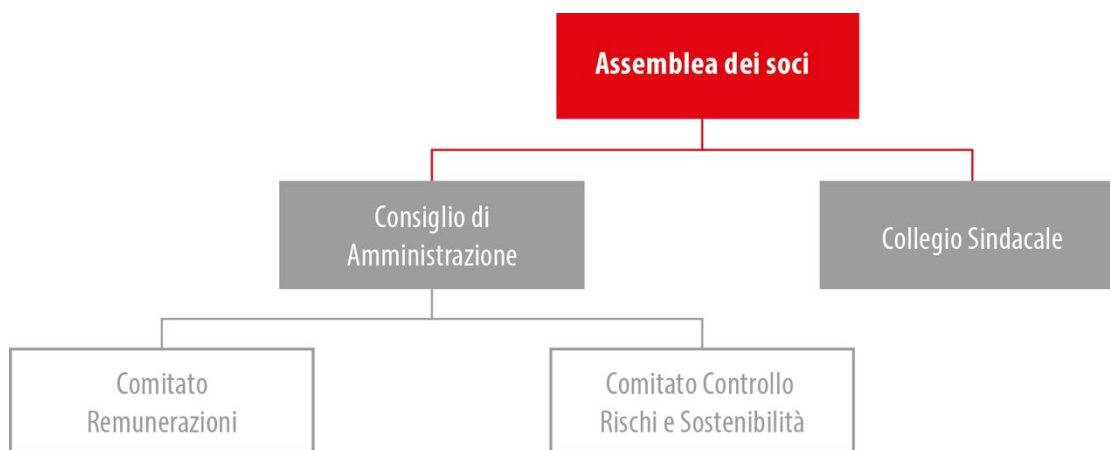 Assemblea dei soci
Consiglio di
Amministrazione
Collegio Sindacale
Comitato
Remunerazioni
Comitato Controllo
Rischi e Sostenibilità